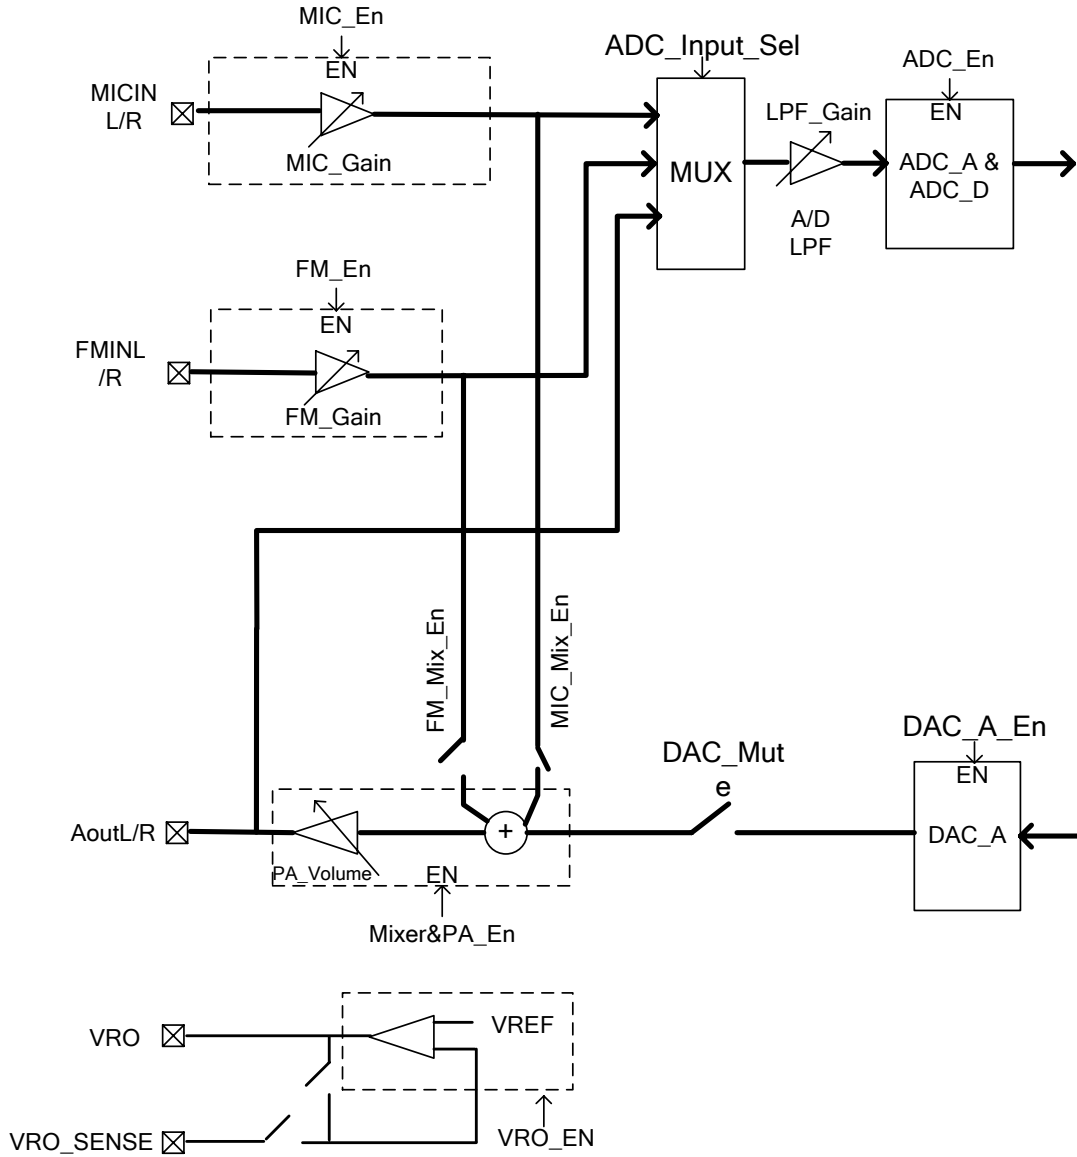 MIC_En
EN
MICIN
L/R
MIC_Gain
ADC_Input_Sel
MUX
LPF_Gain
A/D
LPF
ADC_En
EN
ADC_A &
ADC_D
FM_En
EN
FMINL
/R
FM_Gain
FM_Mix_En
MIC_Mix_En
DAC_Mut
e
DAC_A_En
EN
DAC_A
AoutL/R
+
PA_Volume
EN
Mixer&PA_En
VRO
VREF
VRO_SENSE
VRO_EN